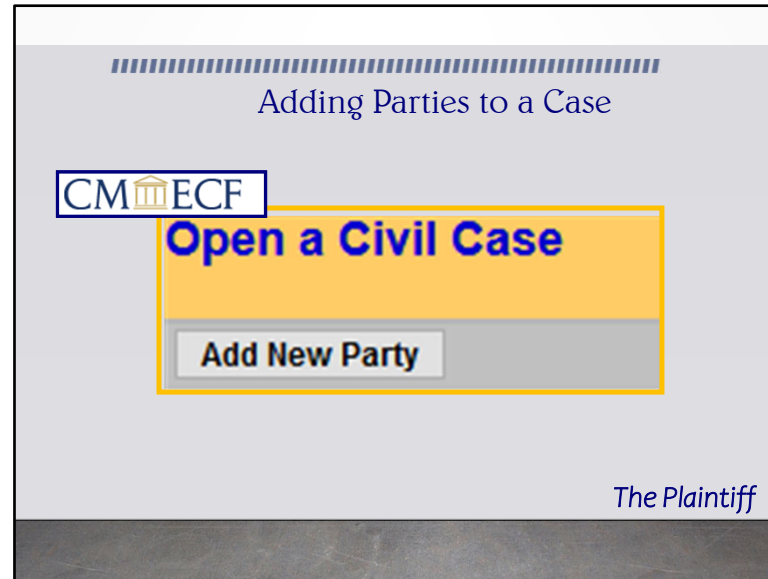 Adding Parties to a Case
CM ECF
Open a Civil Case
Add New Party
The Plaintiff